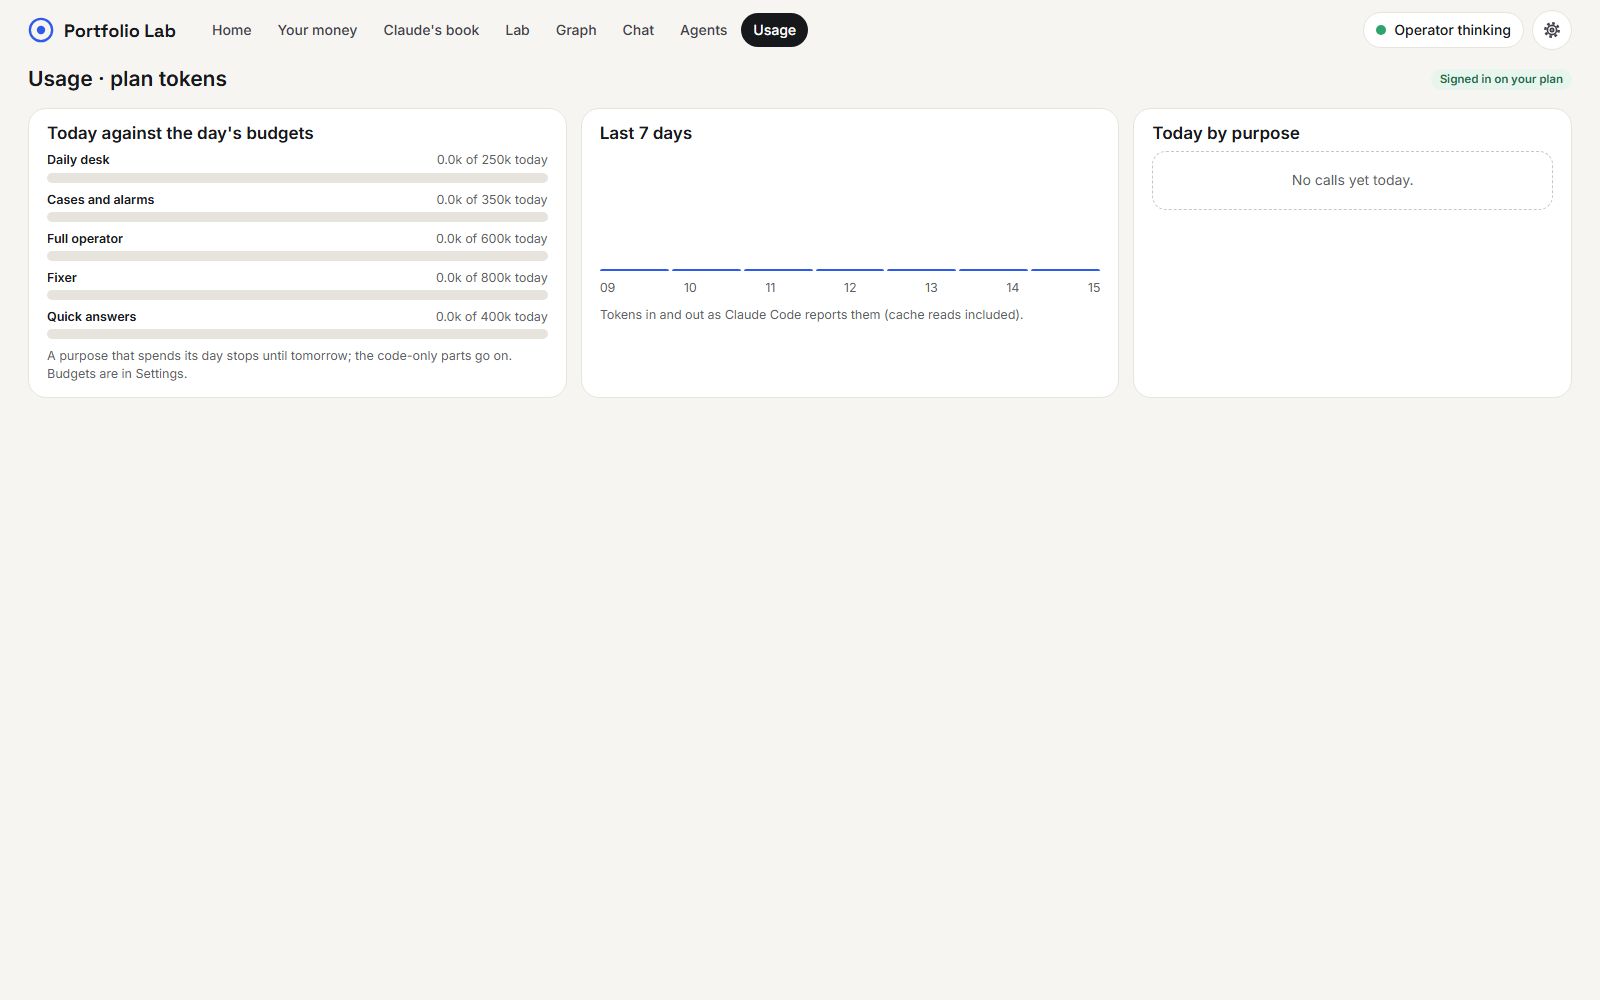 Portfolio Lab
Home
Your money
Claude's book
Lab
Graph
Chat
Agents
Usage
Operator thinking
Usage · plan tokens
Signed in on your plan
Today against the day's budgets
Daily desk
0.0k of 250k today
Cases and alarms
0.0k of 350k today
Full operator
0.0k of 600k today
Fixer
0.0k of 800k today
Quick answers
0.0k of 400k today
A purpose that spends its day stops until tomorrow; the code-only parts go on.
Budgets are in Settings.
Last 7 days
09 10 11 12 13 14 15
Tokens in and out as Claude Code reports them (cache reads included).
Today by purpose
No calls yet today.